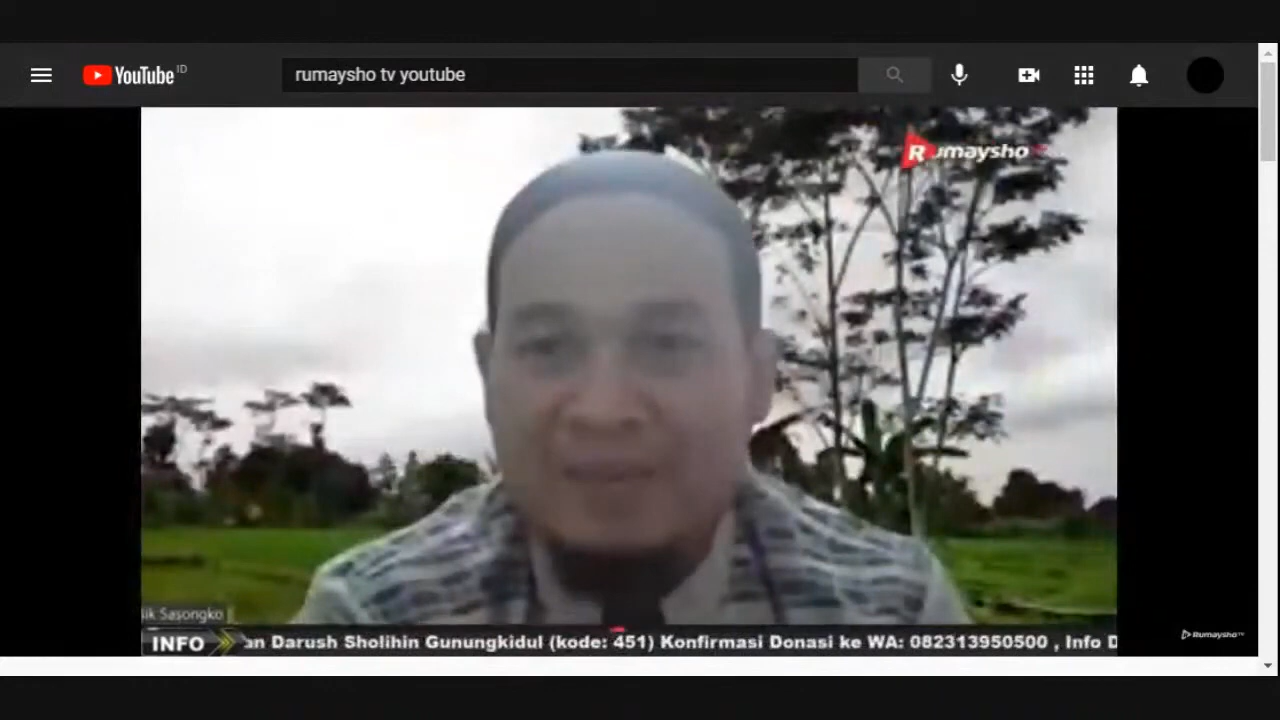 YouTube ID
rumaysho tv youtube
Rumaysho
Sasongko
INFO an Darush Sholihin Gunungkidul (kode: 451) Konfirmasi Donasi ke WA: 082313950500 , Info D
Rumaysho TV